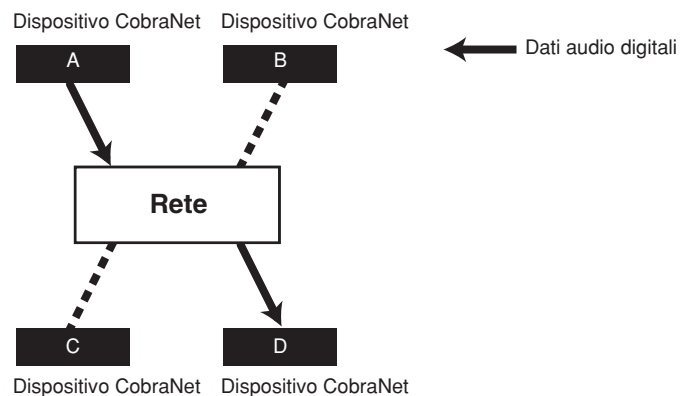 Dispositivo CobraNet Dispositivo CobraNet
Dati audio digitali
A B
Rete
C D
Dispositivo CobraNet Dispositivo CobraNet